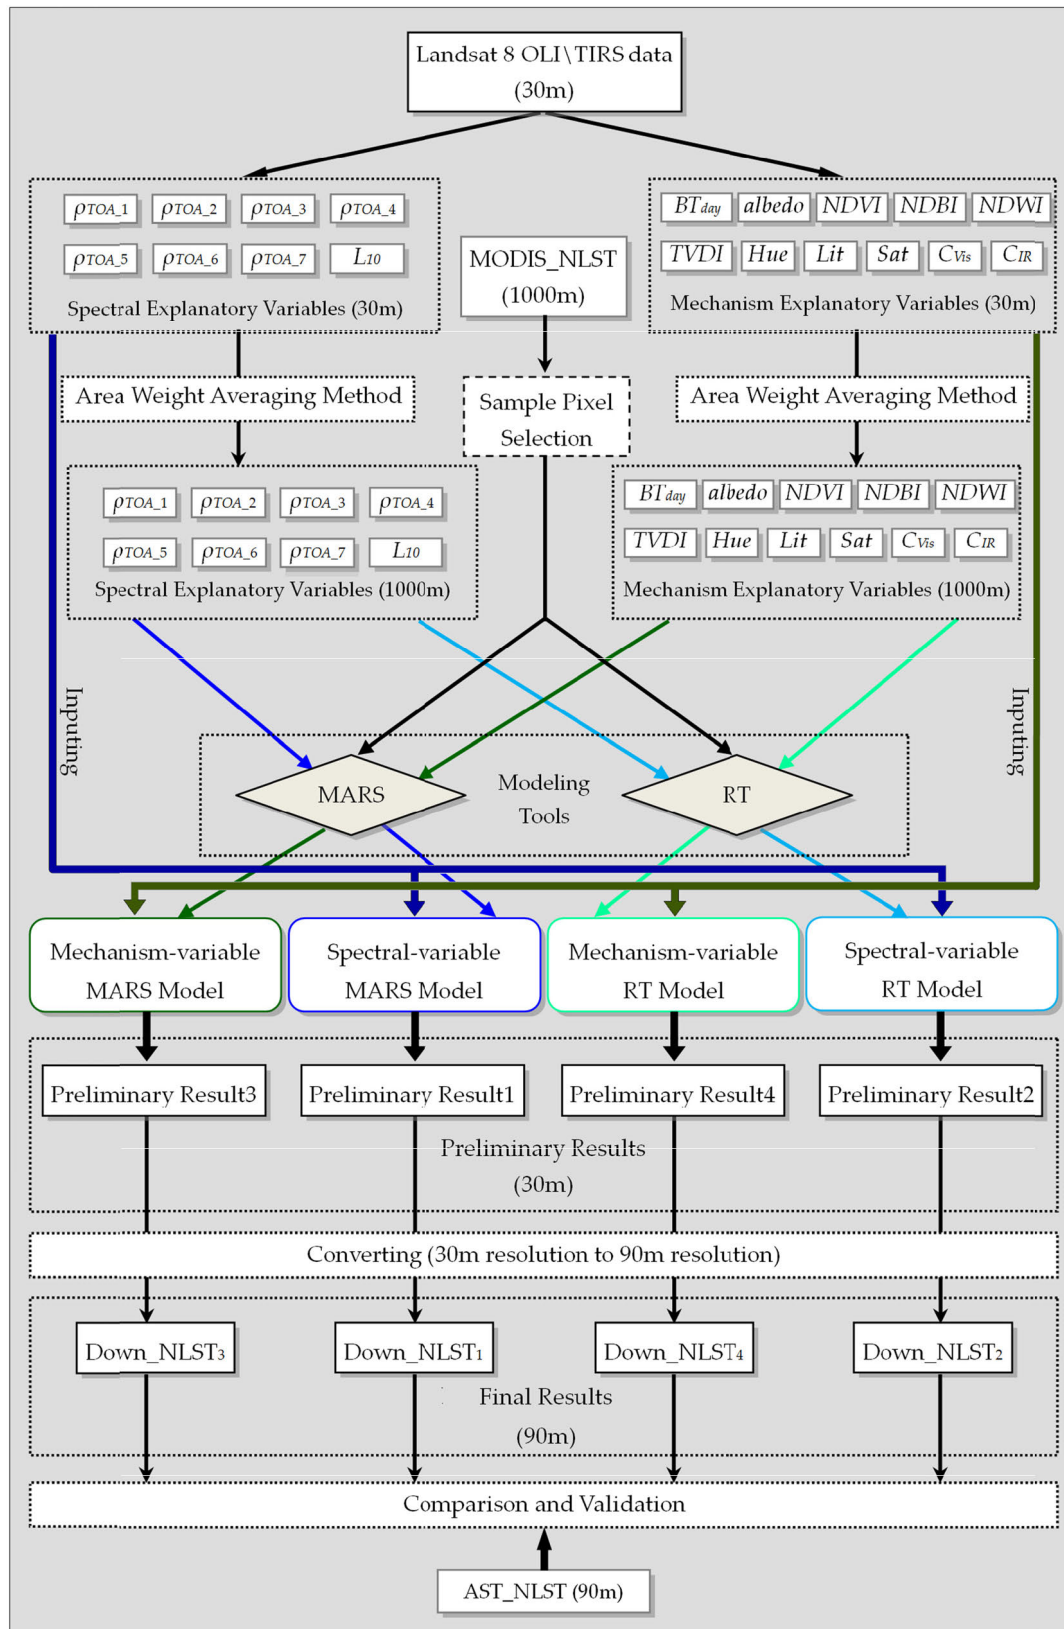 Landsat 8 OLI\TIRS data
(30m)
ρTOA_1 ρTOA_2 ρTOA_3 ρTOA_4
ρTOA_5 ρTOA_6 ρTOA_7 L10
Spectral Explanatory Variables (30m)
MODIS_NLST
(1000m)
BTday albedo NDVI NDBI NDWI
TVDI Hue Lit Sat CVis CIR
Mechanism Explanatory Variables (30m)
Area Weight Averaging Method
Sample Pixel
Selection
Area Weight Averaging Method
ρTOA_1 ρTOA_2 ρTOA_3 ρTOA_4
ρTOA_5 ρTOA_6 ρTOA_7 L10
Spectral Explanatory Variables (1000m)
BTday albedo NDVI NDBI NDWI
TVDI Hue Lit Sat CVis CIR
Mechanism Explanatory Variables (1000m)
Inputing
Inputing
MARS
Modeling
Tools
RT
Mechanism-variable
MARS Model
Spectral-variable
MARS Model
Mechanism-variable
RT Model
Spectral-variable
RT Model
Preliminary Result3
Preliminary Result1
Preliminary Result4
Preliminary Result2
Preliminary Results
(30m)
Converting (30m resolution to 90m resolution)
Down_NLST3
Down_NLST1
Down_NLST4
Down_NLST2
Final Results
(90m)
Comparison and Validation
AST_NLST (90m)